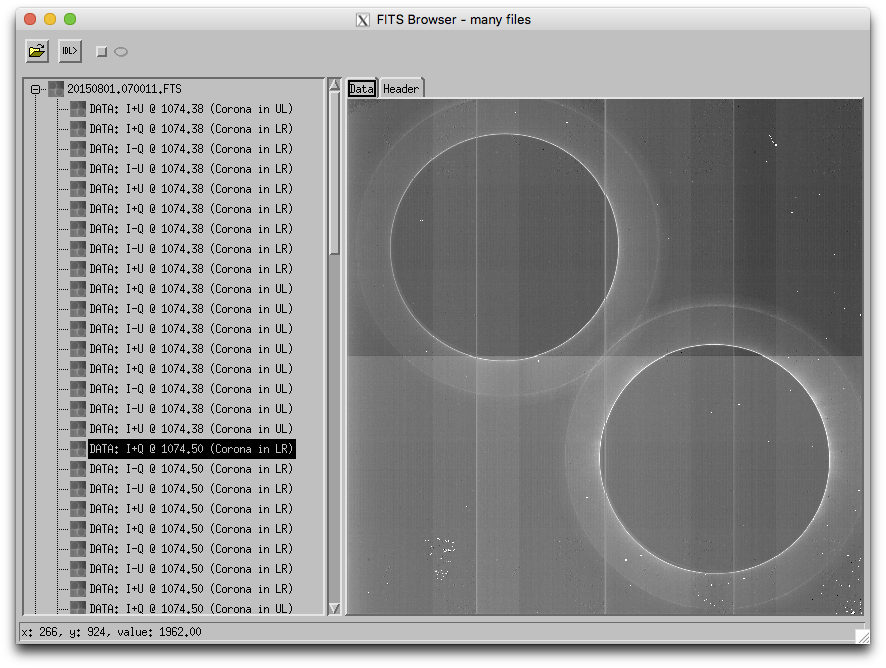 FITS Browser - many files
IDL>
20150801.070011.FTS
DATA: I+U @ 1074.38 (Corona in UL)
DATA: I+Q @ 1074.38 (Corona in LR)
DATA: I-Q @ 1074.38 (Corona in LR)
DATA: I-U @ 1074.38 (Corona in LR)
DATA: I+U @ 1074.38 (Corona in LR)
DATA: I+Q @ 1074.38 (Corona in LR)
DATA: I-Q @ 1074.38 (Corona in LR)
DATA: I-U @ 1074.38 (Corona in LR)
DATA: I+U @ 1074.38 (Corona in LR)
DATA: I+Q @ 1074.38 (Corona in UL)
DATA: I-Q @ 1074.38 (Corona in UL)
DATA: I-U @ 1074.38 (Corona in UL)
DATA: I+U @ 1074.38 (Corona in UL)
DATA: I+Q @ 1074.38 (Corona in UL)
DATA: I-Q @ 1074.38 (Corona in UL)
DATA: I-U @ 1074.38 (Corona in UL)
DATA: I+U @ 1074.38 (Corona in UL)
DATA: I+Q @ 1074.50 (Corona in LR)
DATA: I-Q @ 1074.50 (Corona in LR)
DATA: I-U @ 1074.50 (Corona in LR)
DATA: I+U @ 1074.50 (Corona in LR)
DATA: I+Q @ 1074.50 (Corona in LR)
DATA: I-Q @ 1074.50 (Corona in LR)
DATA: I-U @ 1074.50 (Corona in LR)
DATA: I+U @ 1074.50 (Corona in LR)
DATA: I+Q @ 1074.50 (Corona in UL)
Data Header
x: 266, y: 924, value: 1962.00